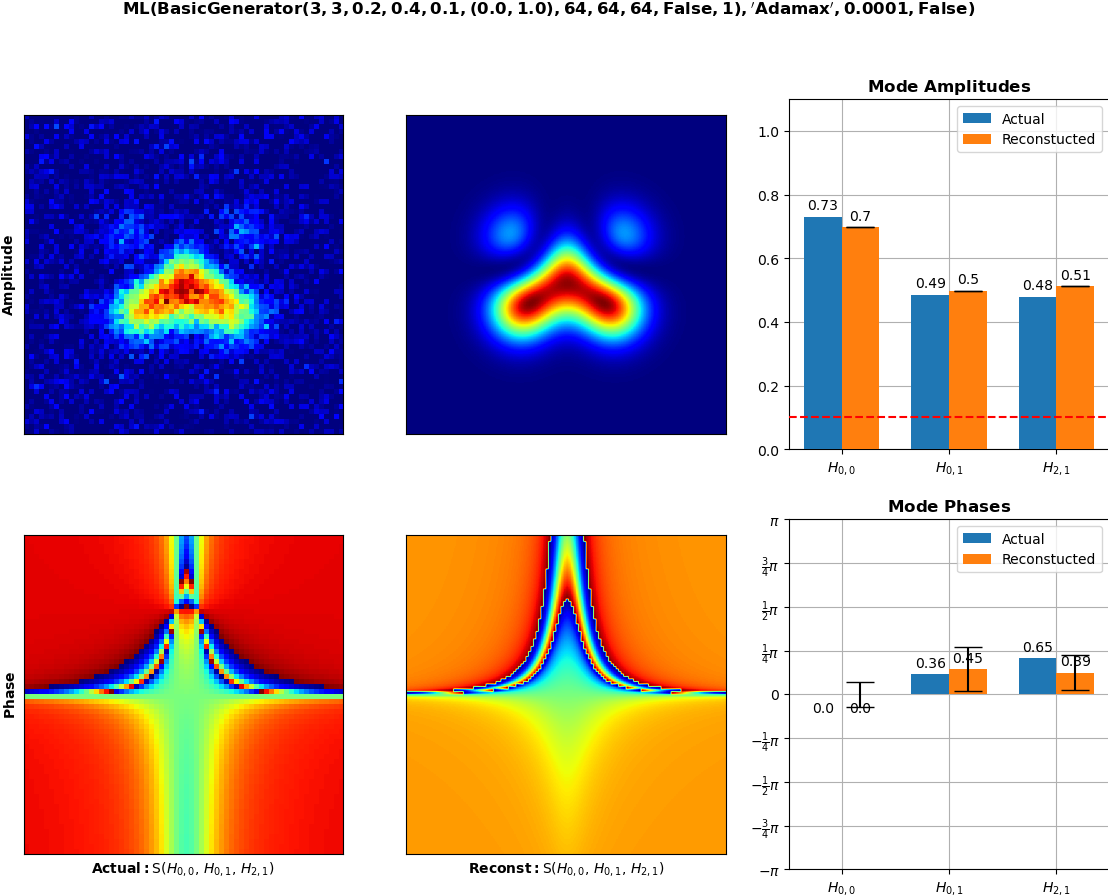 ML(BasicGenerator(3, 3, 0.2, 0.4, 0.1, (0.0, 1.0), 64, 64, 64, False, 1), ′Adamax′, 0.0001, False)
Amplitude
Mode Amplitudes
Actual
Reconstucted
1.0
0.8
0.6
0.4
0.2
0.0
0.73
0.7
0.49
0.5
0.48
0.51
H0,0
H0,1
H2,1
Phase
Actual: S(H0,0, H0,1, H2,1)
Reconst: S(H0,0, H0,1, H2,1)
Mode Phases
Actual
Reconstucted
π
3/4π
1/2π
1/4π
0
−1/4π
−1/2π
−3/4π
−π
0.0
0.0
0.36
0.45
0.65
0.39
H0,0
H0,1
H2,1